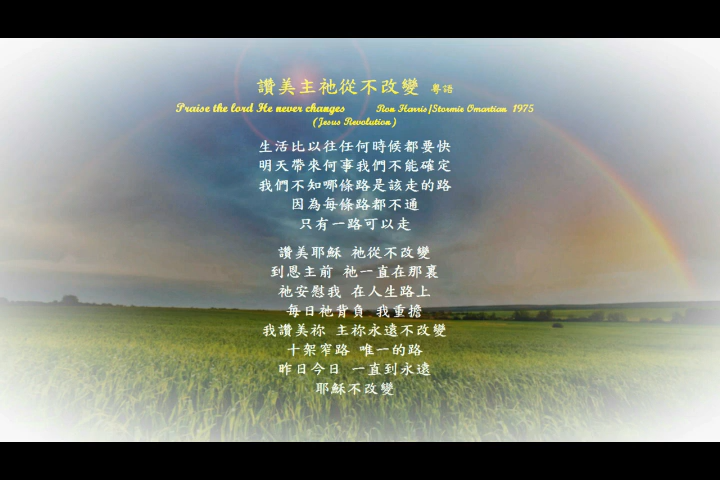 讚美主祂從不改變 粵語
Praise the lord He never changes Ron Harris/Stormie Omartian 1975
(Jesus Revolution)
生活比以往任何時候都要快
明天帶來何事我們不能確定
我們不知哪條路是該走的路
因為每條路都不通
只有一路可以走
讚美耶穌 祂從不改變
到恩主前 祂一直在那裏
祂安慰我 在人生路上
每日祂背負 我重擔
我讚美祢 主祢永遠不改變
十架窄路 唯一的路
昨日今日 一直到永遠
耶穌不改變